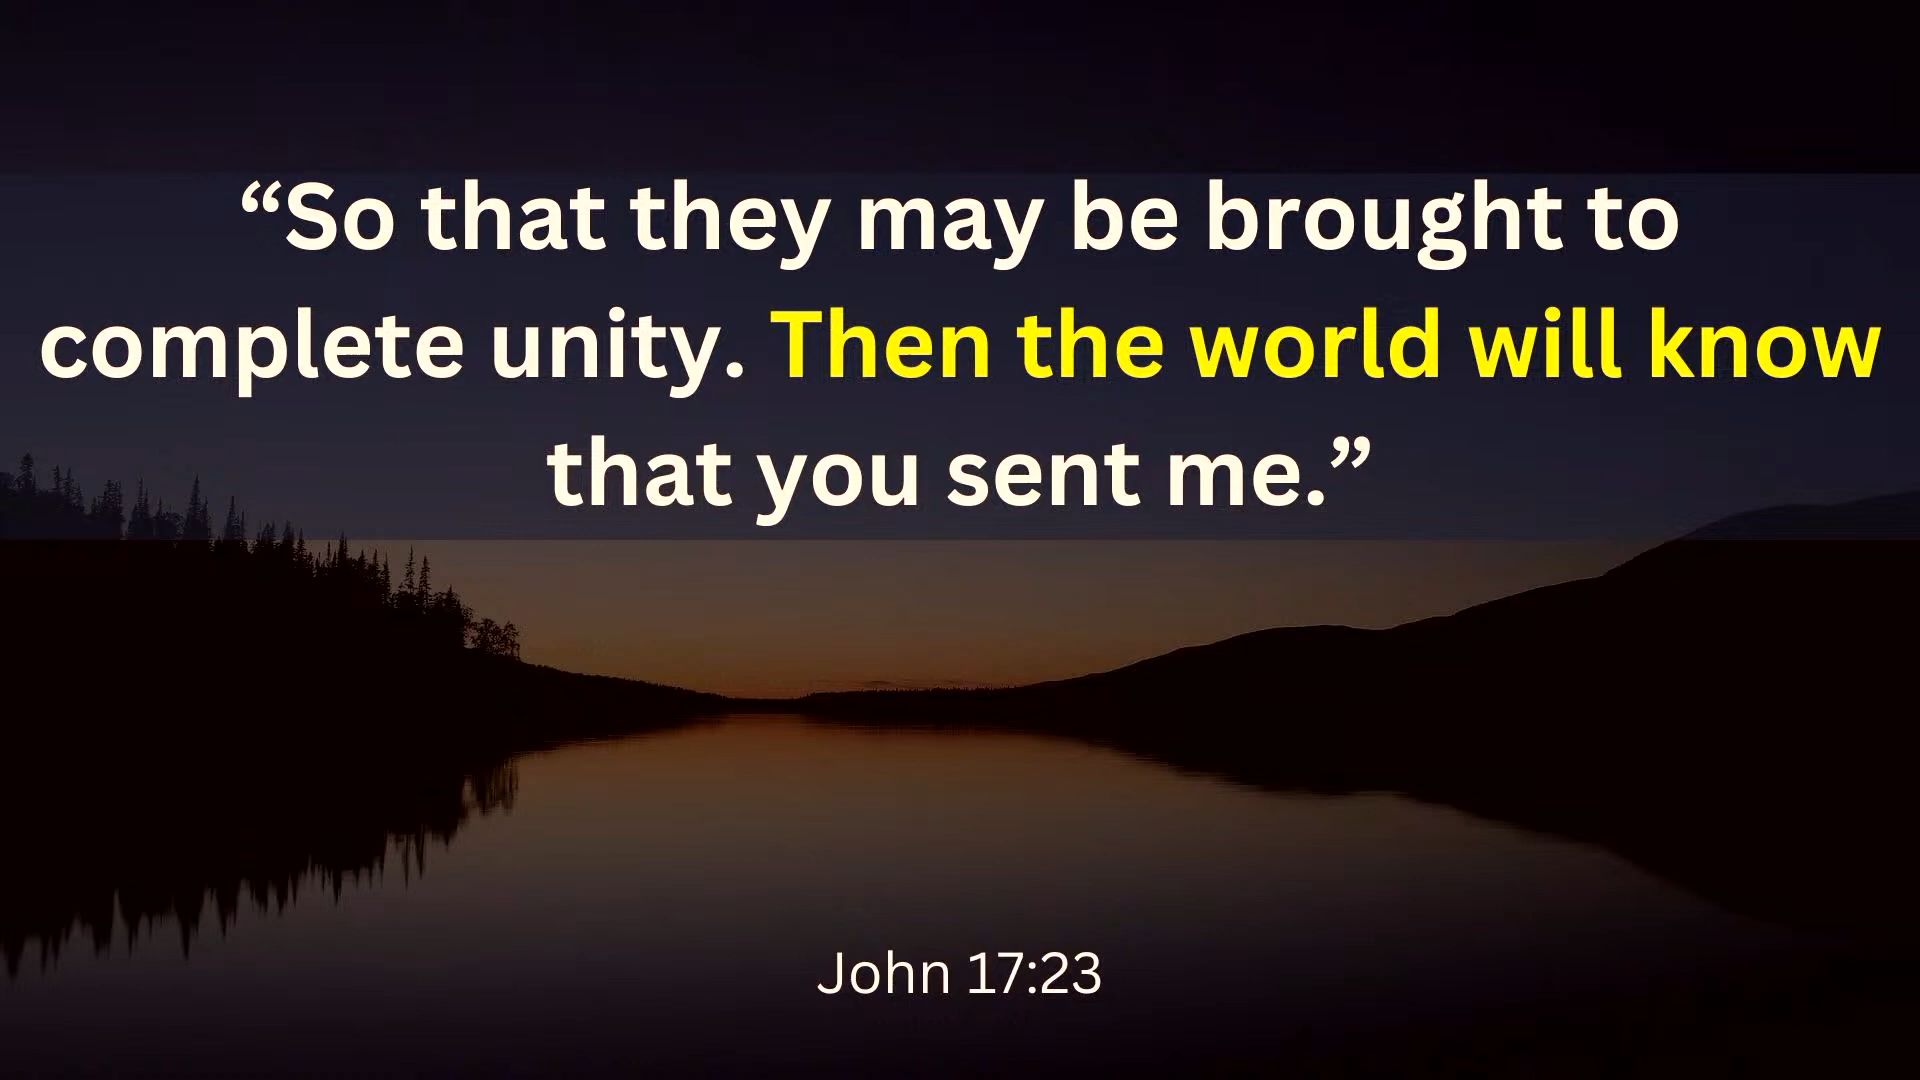 “So that they may be brought to
complete unity. Then the world will know
that you sent me.”
John 17:23